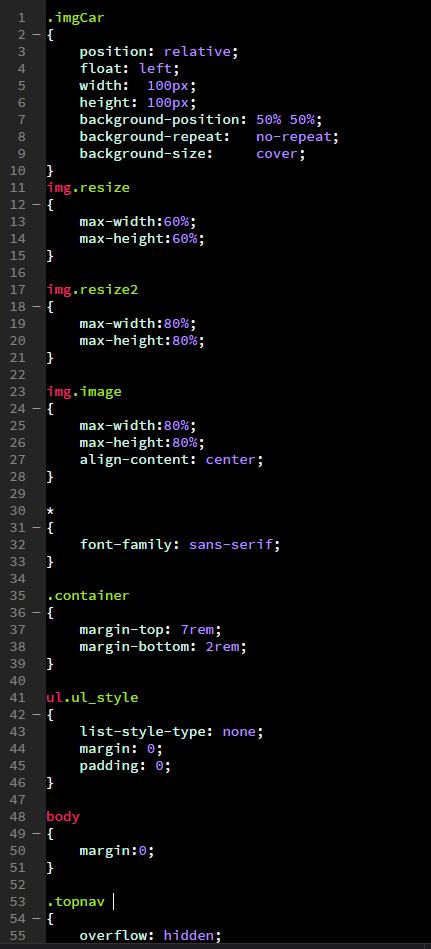 1 .imgCar
2 – {
3 position: relative;
4 float: left;
5 width:  100px;
6 height: 100px;
7 background-position: 50% 50%;
8 background-repeat:   no-repeat;
9 background-size:     cover;
10 }
11 img.resize
12 – {
13 max-width:60%;
14 max-height:60%;
15 }
16
17 img.resize2
18 – {
19 max-width:80%;
20 max-height:80%;
21 }
22
23 img.image
24 – {
25 max-width:80%;
26 max-height:80%;
27 align-content: center;
28 }
29
30 *
31 – {
32 font-family: sans-serif;
33 }
34
35 .container
36 – {
37 margin-top: 7rem;
38 margin-bottom: 2rem;
39 }
40
41 ul.ul_style
42 – {
43 list-style-type: none;
44 margin: 0;
45 padding: 0;
46 }
47
48 body
49 – {
50 margin:0;
51 }
52
53 .topnav
54 – {
55 overflow: hidden;